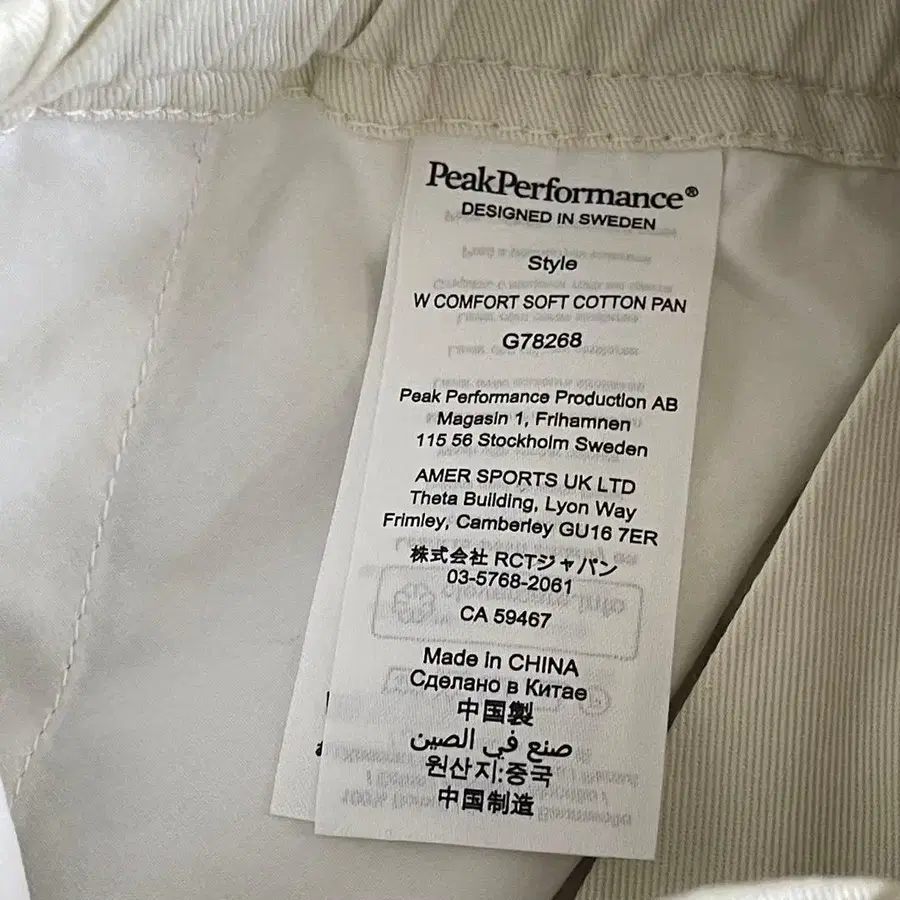 PeakPerformance®
DESIGNED IN SWEDEN
Style
W COMFORT SOFT COTTON PAN
G78268
Peak Performance Production AB
Magasin 1, Frihamnen
115 56 Stockholm Sweden
AMER SPORTS UK LTD
Theta Building, Lyon Way
Frimley, Camberley GU16 7ER
株式会社 RCTジャパン
03-5768-2061
CA 59467
Made in CHINA
Сделано в Китае
中国製
صنع في الصين
원산지:중국
中国制造